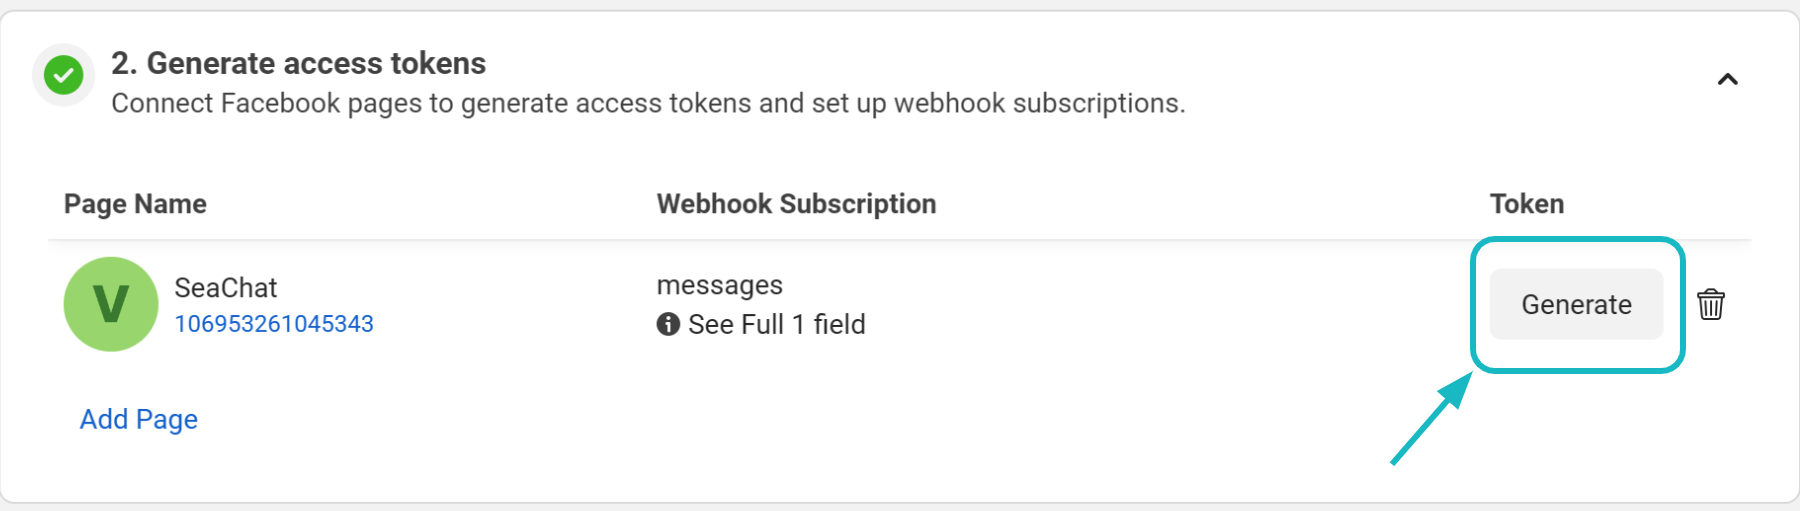 2. Generate access tokens
Connect Facebook pages to generate access tokens and set up webhook subscriptions.
Page Name Webhook Subscription Token
V
SeaChat
106953261045343
messages
See Full 1 field
Generate
Add Page